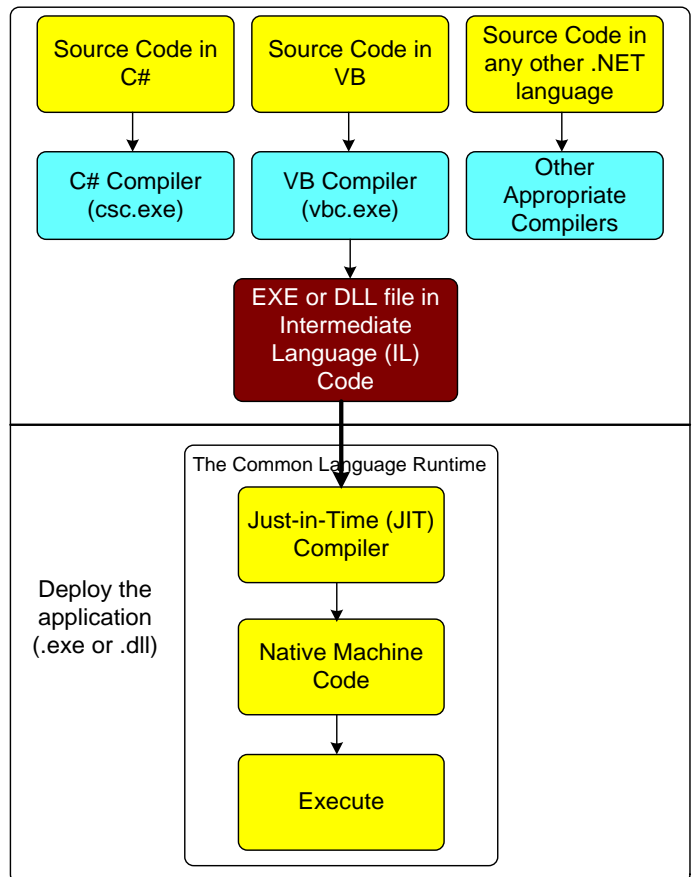 Source Code in
C#
Source Code in
VB
Source Code in
any other .NET
language
C# Compiler
(csc.exe)
VB Compiler
(vbc.exe)
Other
Appropriate
Compilers
EXE or DLL file in
Intermediate
Language (IL)
Code
The Common Language Runtime
Just-in-Time (JIT)
Compiler
Deploy the
application
(.exe or .dll)
Native Machine
Code
Execute